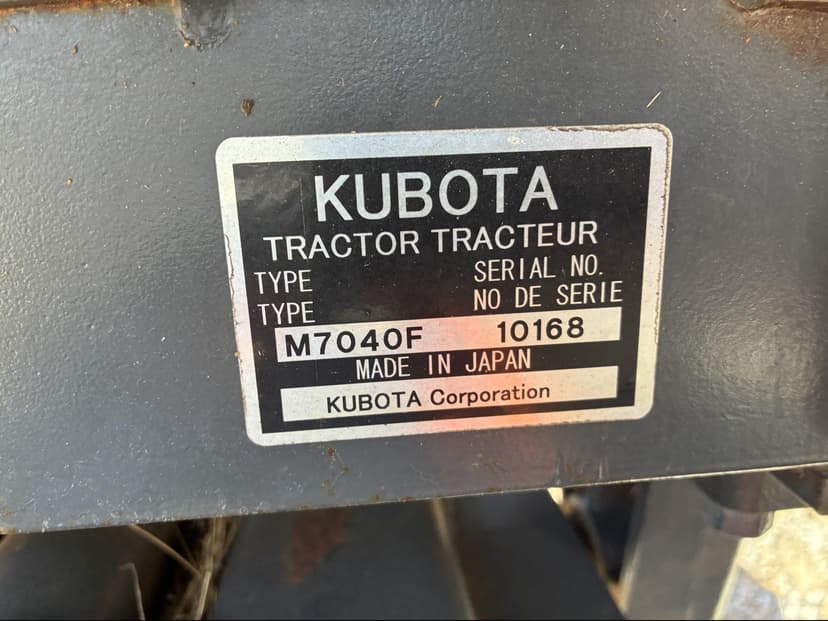 KUBOTA
TRACTOR TRACTEUR
TYPE SERIAL NO.
TYPE NO DE SERIE
M7040F 10168
MADE IN JAPAN
KUBOTA Corporation